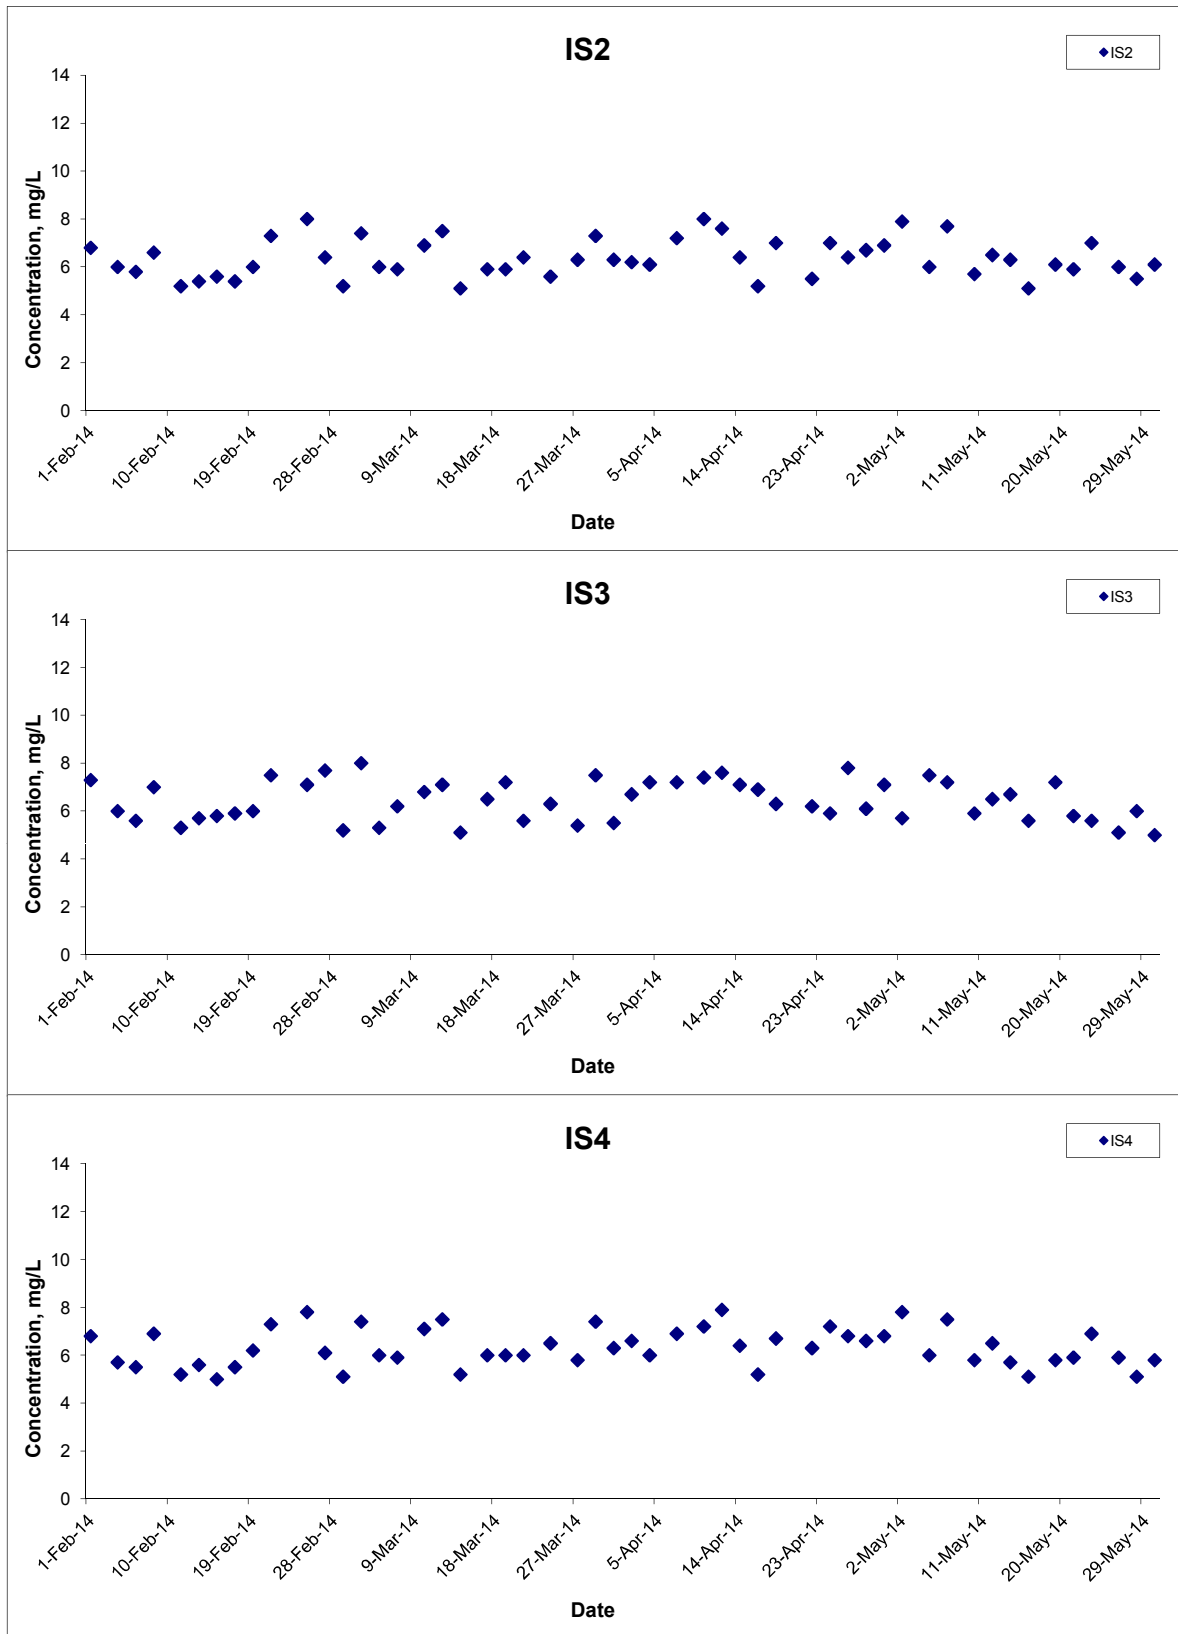 IS2
IS2
14
12
10
8
6
4
2
0
Concentration, mg/L
1-Feb-14
10-Feb-14
19-Feb-14
28-Feb-14
9-Mar-14
18-Mar-14
27-Mar-14
5-Apr-14
14-Apr-14
23-Apr-14
2-May-14
11-May-14
20-May-14
29-May-14
Date
IS3
IS3
14
12
10
8
6
4
2
0
Concentration, mg/L
1-Feb-14
10-Feb-14
19-Feb-14
28-Feb-14
9-Mar-14
18-Mar-14
27-Mar-14
5-Apr-14
14-Apr-14
23-Apr-14
2-May-14
11-May-14
20-May-14
29-May-14
Date
IS4
IS4
14
12
10
8
6
4
2
0
Concentration, mg/L
1-Feb-14
10-Feb-14
19-Feb-14
28-Feb-14
9-Mar-14
18-Mar-14
27-Mar-14
5-Apr-14
14-Apr-14
23-Apr-14
2-May-14
11-May-14
20-May-14
29-May-14
Date